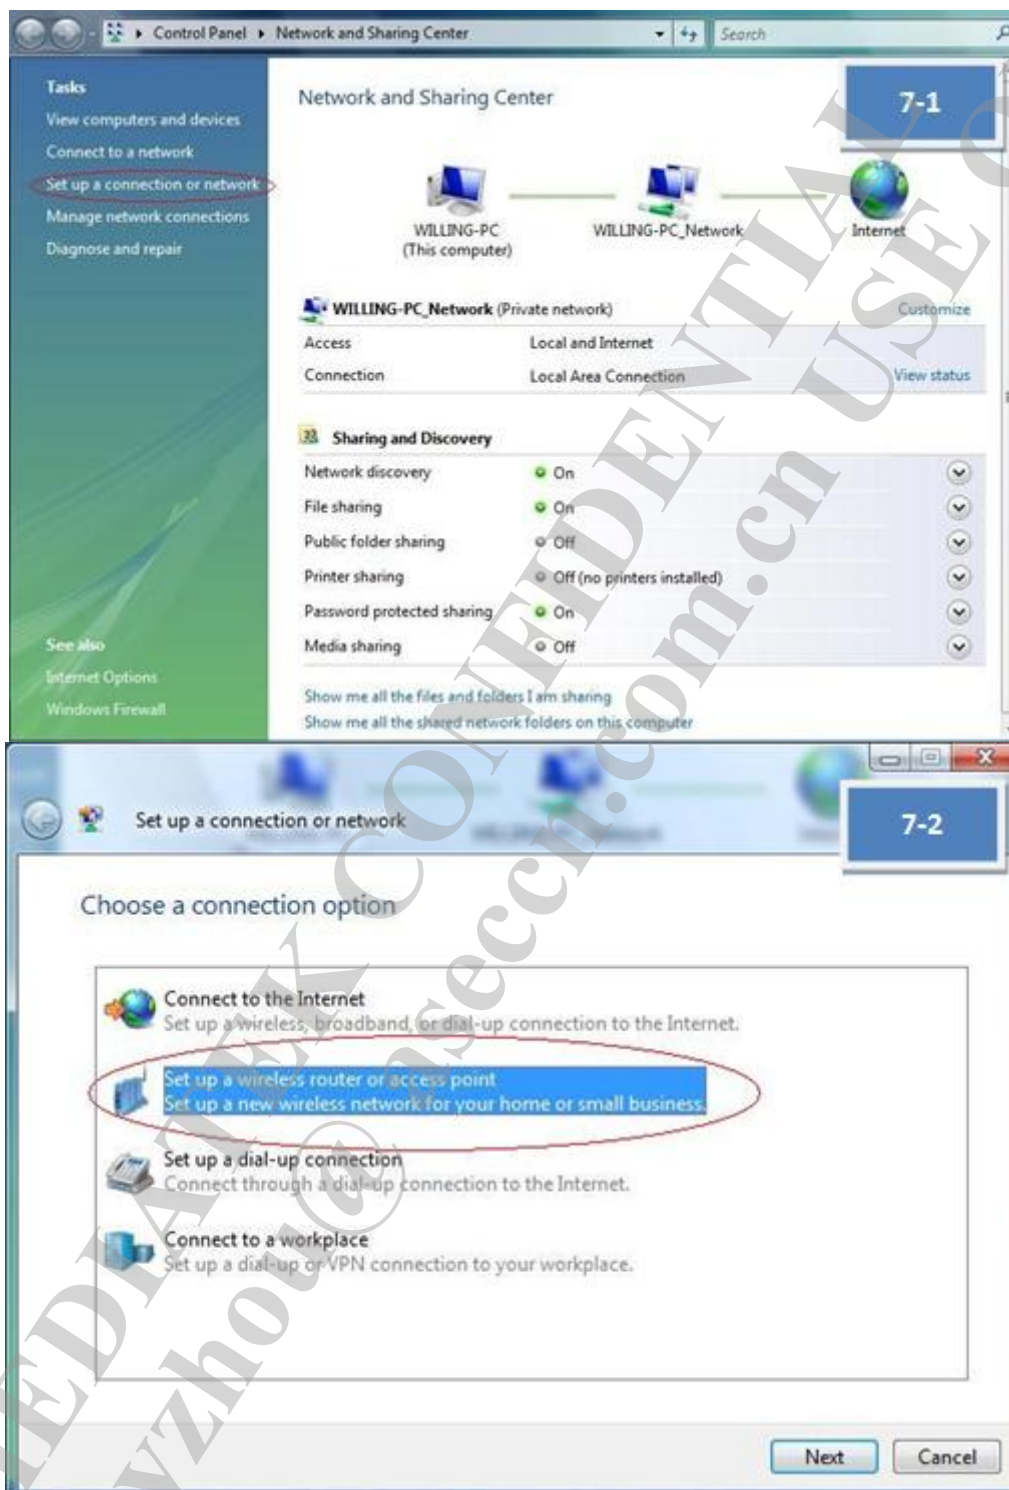 Control Panel ▸ Network and Sharing Center
Search
7-1
Tasks
View computers and devices
Connect to a network
Set up a connection or network
Manage network connections
Diagnose and repair
See also
Internet Options
Windows Firewall
Network and Sharing Center
WILLING-PC
(This computer)
WILLING-PC_Network
Internet
WILLING-PC_Network (Private network)
Customize
Access Local and Internet
Connection Local Area Connection View status
Sharing and Discovery
Network discovery On
File sharing On
Public folder sharing Off
Printer sharing Off (no printers installed)
Password protected sharing On
Media sharing Off
Show me all the files and folders I am sharing
Show me all the shared network folders on this computer
7-2
Set up a connection or network
Choose a connection option
Connect to the Internet
Set up a wireless, broadband, or dial-up connection to the Internet.
Set up a wireless router or access point
Set up a new wireless network for your home or small business.
Set up a dial-up connection
Connect through a dial-up connection to the Internet.
Connect to a workplace
Set up a dial-up or VPN connection to your workplace.
Next
Cancel
CONFIDENTIAL
USE